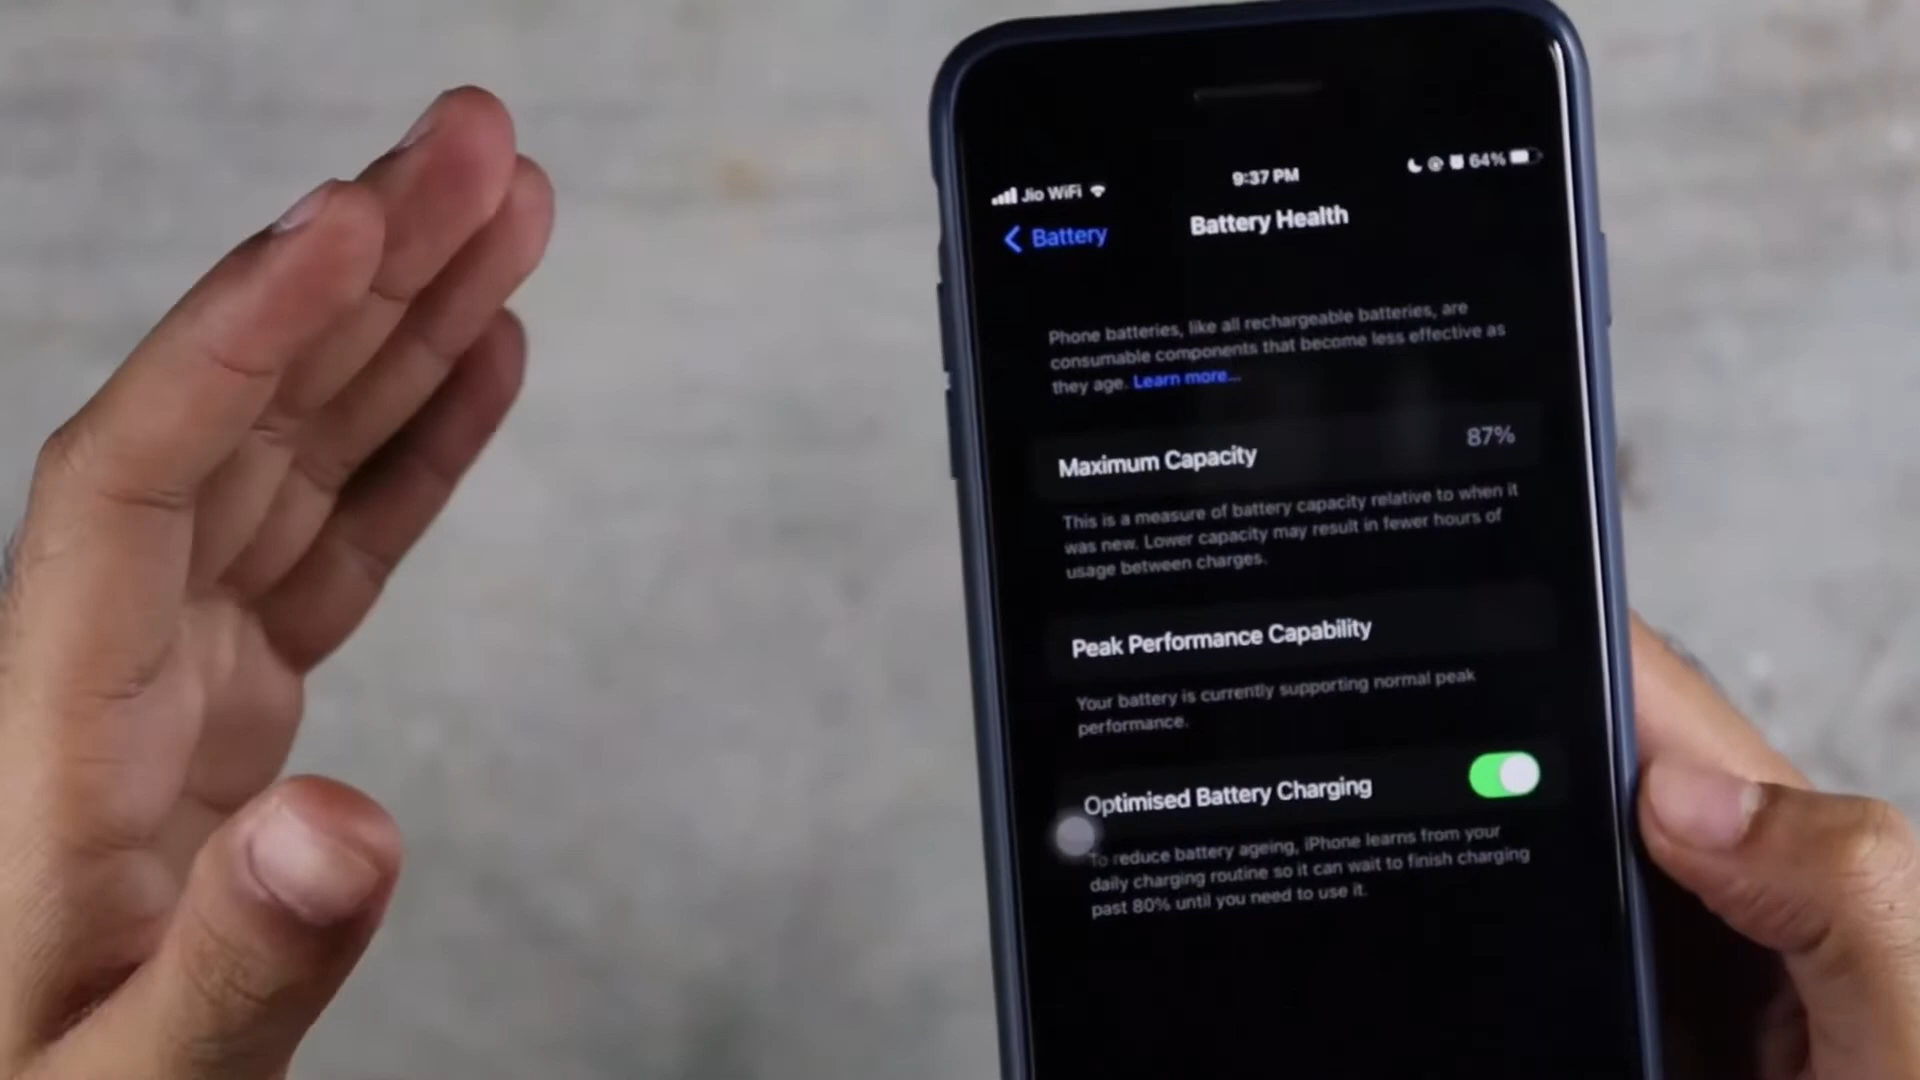 Jio WiFi 9:37 PM 64%
Battery Battery Health
Phone batteries, like all rechargeable batteries, are
consumable components that become less effective as
they age. Learn more...
Maximum Capacity 87%
This is a measure of battery capacity relative to when it
was new. Lower capacity may result in fewer hours of
usage between charges.
Peak Performance Capability
Your battery is currently supporting normal peak
performance.
Optimised Battery Charging
To reduce battery ageing, iPhone learns from your
daily charging routine so it can wait to finish charging
past 80% until you need to use it.